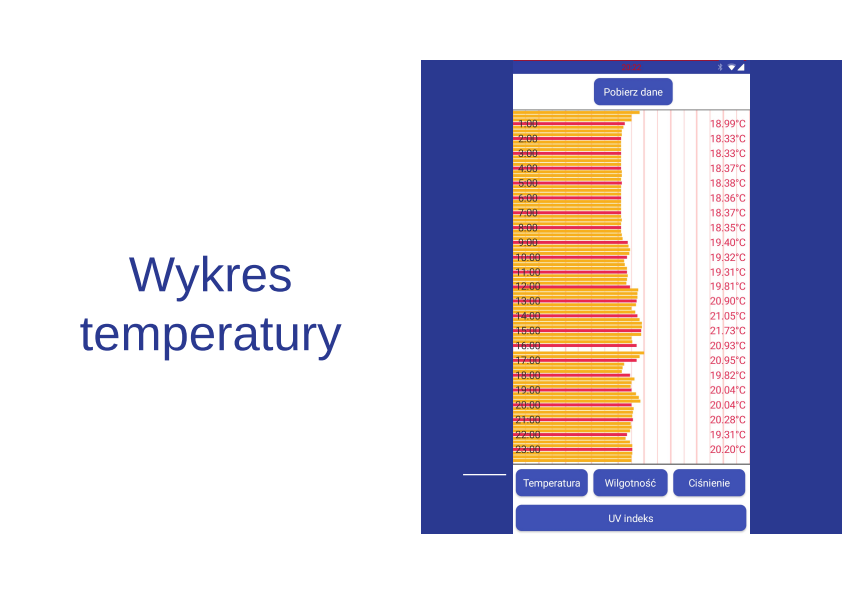 Wykres
temperatury
Pobierz dane
1:00 18.99°C
2:00 18.33°C
3:00 18.33°C
4:00 18.37°C
5:00 18.38°C
6:00 18.36°C
7:00 18.37°C
8:00 18.35°C
9:00 19.40°C
10:00 19.32°C
11:00 19.31°C
12:00 19.81°C
13:00 20.90°C
14:00 21.05°C
15:00 21.73°C
16:00 20.93°C
17:00 20.95°C
18:00 19.82°C
19:00 20.04°C
20:00 20.04°C
21:00 20.28°C
22:00 19.31°C
23:00 20.20°C
Temperatura Wilgotność Ciśnienie
UV indeks